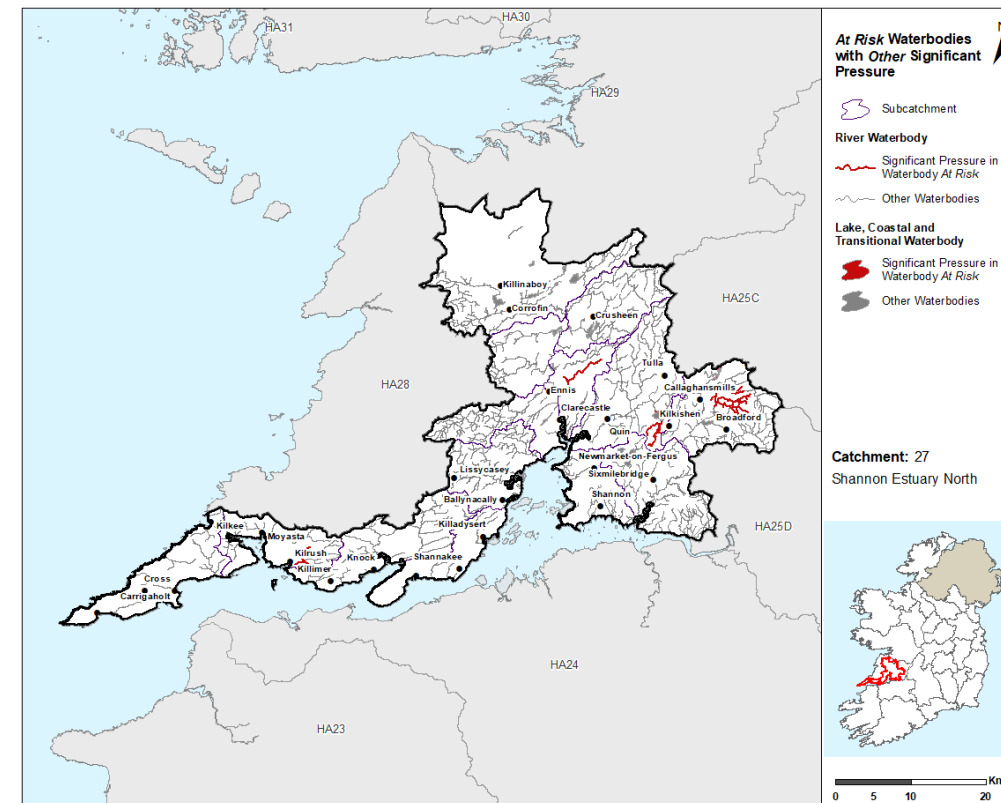 HA31
HA30
HA29
HA28
HA25C
HA25D
HA24
HA23
Killinaboy
Corrofin
Crusheen
Tulla
Ennis
Callaghansmills
Clarecastle
Kilkishen
Broadford
Quin
Newmarket-on-Fergus
Lissycasey
Sixmilebridge
Ballynacally
Shannon
Killadysert
Kilkee
Moyasta
Kilrush
Knock
Shannakee
Killimer
Cross
Carrigaholt
At Risk Waterbodies
with Other Significant
Pressure
N
Subcatchment
River Waterbody
Significant Pressure in
Waterbody At Risk
Other Waterbodies
Lake, Coastal and
Transitional Waterbody
Significant Pressure in
Waterbody At Risk
Other Waterbodies
Catchment: 27
Shannon Estuary North
Km
0 5 10 20